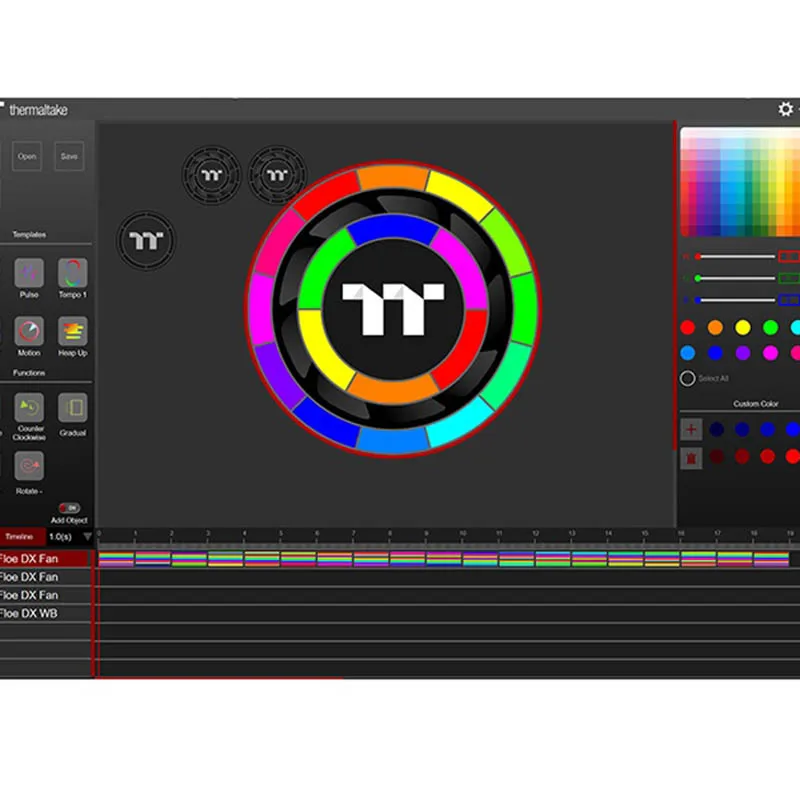 thermaltake
Open Save
Templates
Pulse Tempo 1
Motion Heap Up
Functions
Counter
Clockwise
Gradual
Rotate -
ON
Add Object
Select All
Custom Color
Timeline 1.0(s)
0 1 2 3 4 5 6 7 8 9 10 11 12 13 14 15 16 17 18 19
Floe DX Fan
Floe DX Fan
Floe DX Fan
Floe DX WB